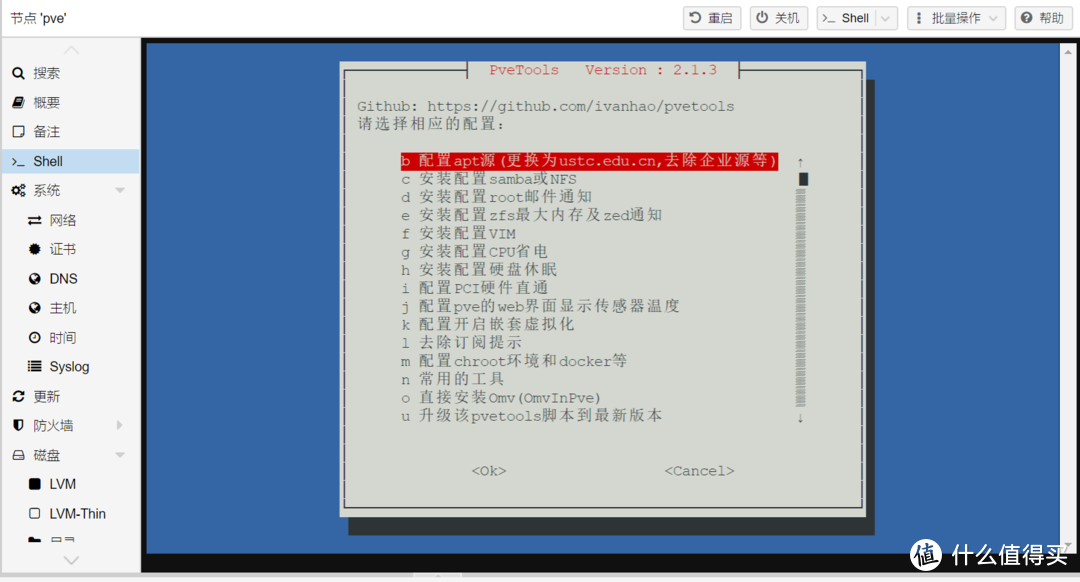 节点 'pve'
重启
关机
>_ Shell
批量操作
帮助
搜索
概要
备注
>_ Shell
系统
网络
证书
DNS
主机
时间
Syslog
更新
防火墙
磁盘
LVM
LVM-Thin
PveTools Version : 2.1.3
Github: https://github.com/ivanhao/pvetools
请选择相应的配置:
b 配置apt源(更换为ustc.edu.cn,去除企业源等)
c 安装配置samba或NFS
d 安装配置root邮件通知
e 安装配置zfs最大内存及zed通知
f 安装配置VIM
g 安装配置CPU省电
h 安装配置硬盘休眠
i 配置PCI硬件直通
j 配置pve的web界面显示传感器温度
k 配置开启嵌套虚拟化
l 去除订阅提示
m 配置chroot环境和docker等
n 常用的工具
o 直接安装Omv(OmvInPve)
u 升级该pvetools脚本到最新版本
<Ok> <Cancel>
值 什么值得买